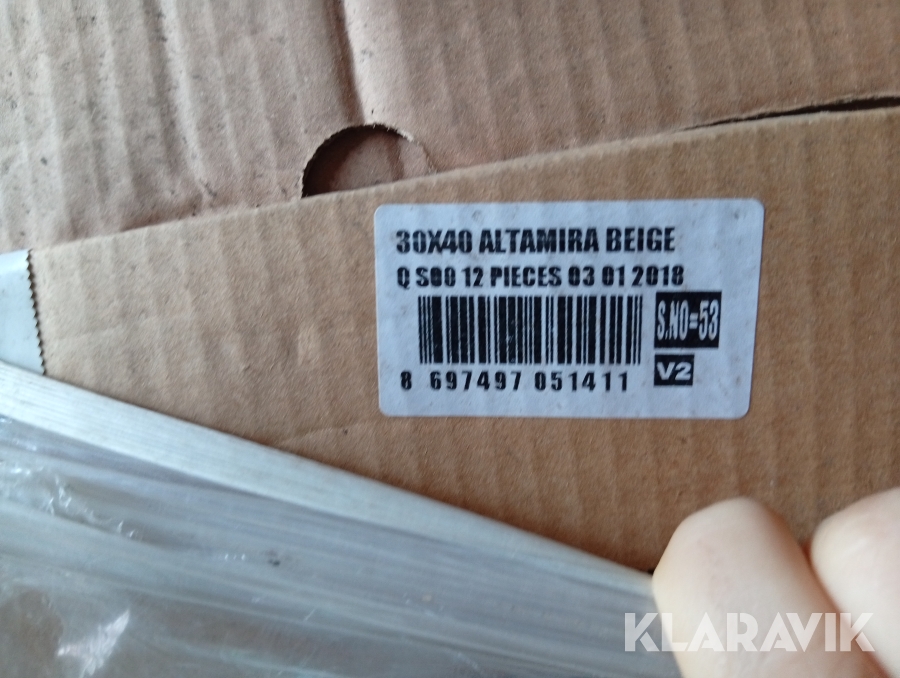 30X40 ALTAMIRA BEIGE
Q S00 12 PIECES 03 01 2018
S.NO=53
V2
8 697497 051411
KLARAVIK